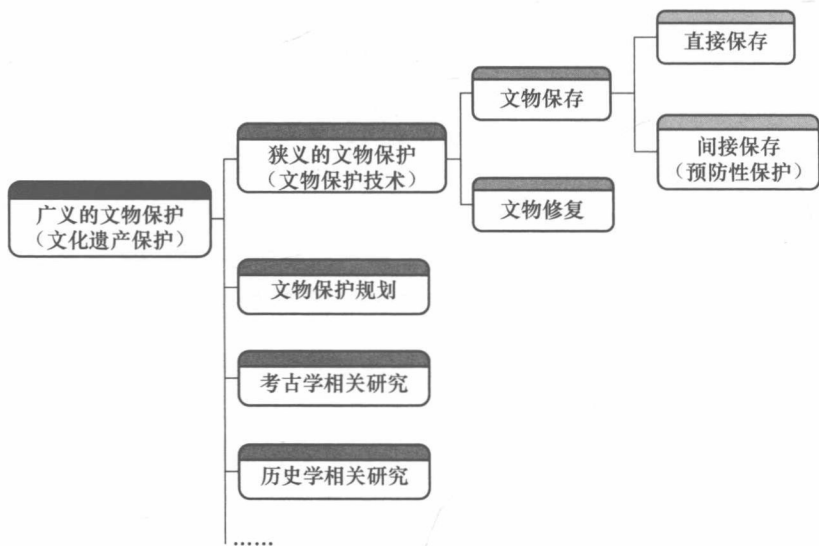 直接保存
文物保存
狭义的文物保护
（文物保护技术）
间接保存
（预防性保护）
广义的文物保护
（文化遗产保护）
文物修复
文物保护规划
考古学相关研究
历史学相关研究
……